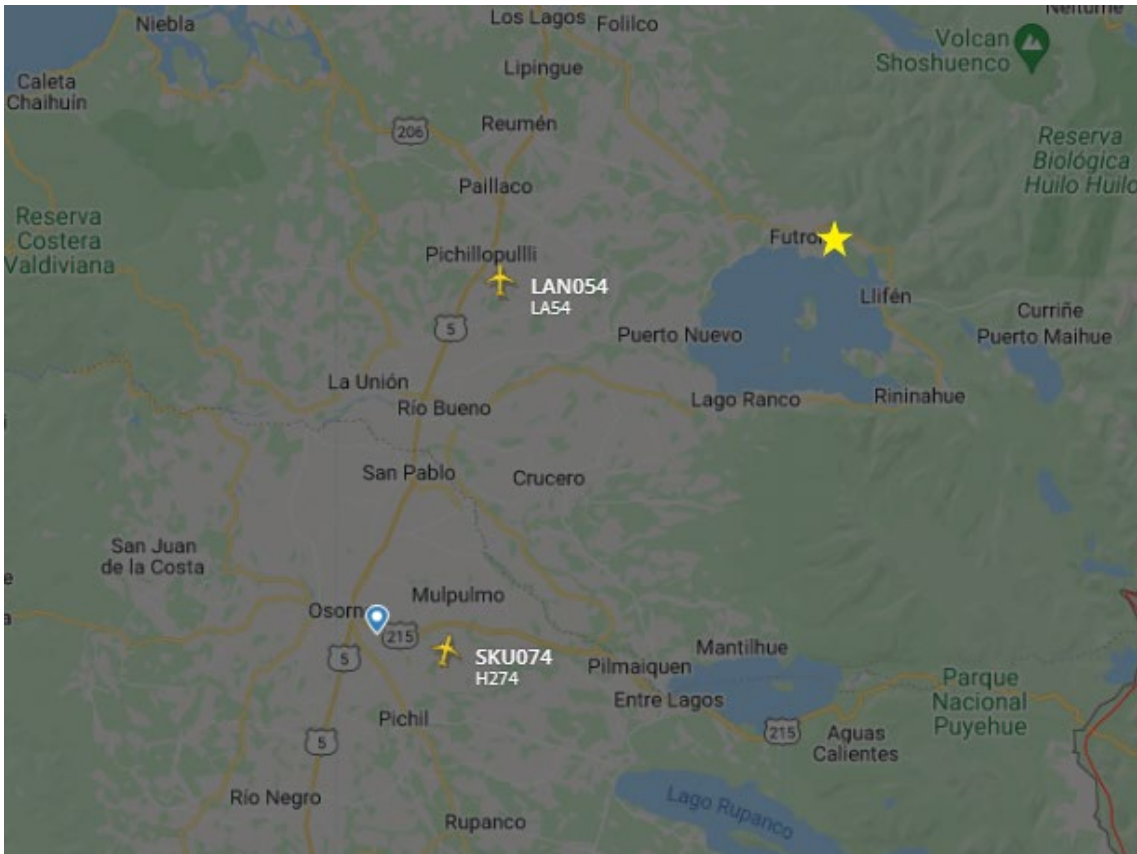 Niebla
Los Lagos
Folilco
Neltume
Volcan
Shoshuenco
Lipingue
Caleta
Chaihuín
Reumén
206
Reserva
Biológica
Huilo Huilo
Paillaco
Reserva
Costera
Valdiviana
Futron
Pichillopullli
LAN054
LA54
Llifén
Curriñe
5
Puerto Nuevo
Puerto Maihue
La Unión
Río Bueno
Lago Ranco
Rininahue
San Pablo
Crucero
San Juan
de la Costa
Mulpulmo
Osorn
215
5
SKU074
H274
Mantilhue
Pilmaiquen
Entre Lagos
Parque
Nacional
Puyehue
Pichil
215
Aguas
Calientes
5
Río Negro
Lago Rupanco
Rupanco